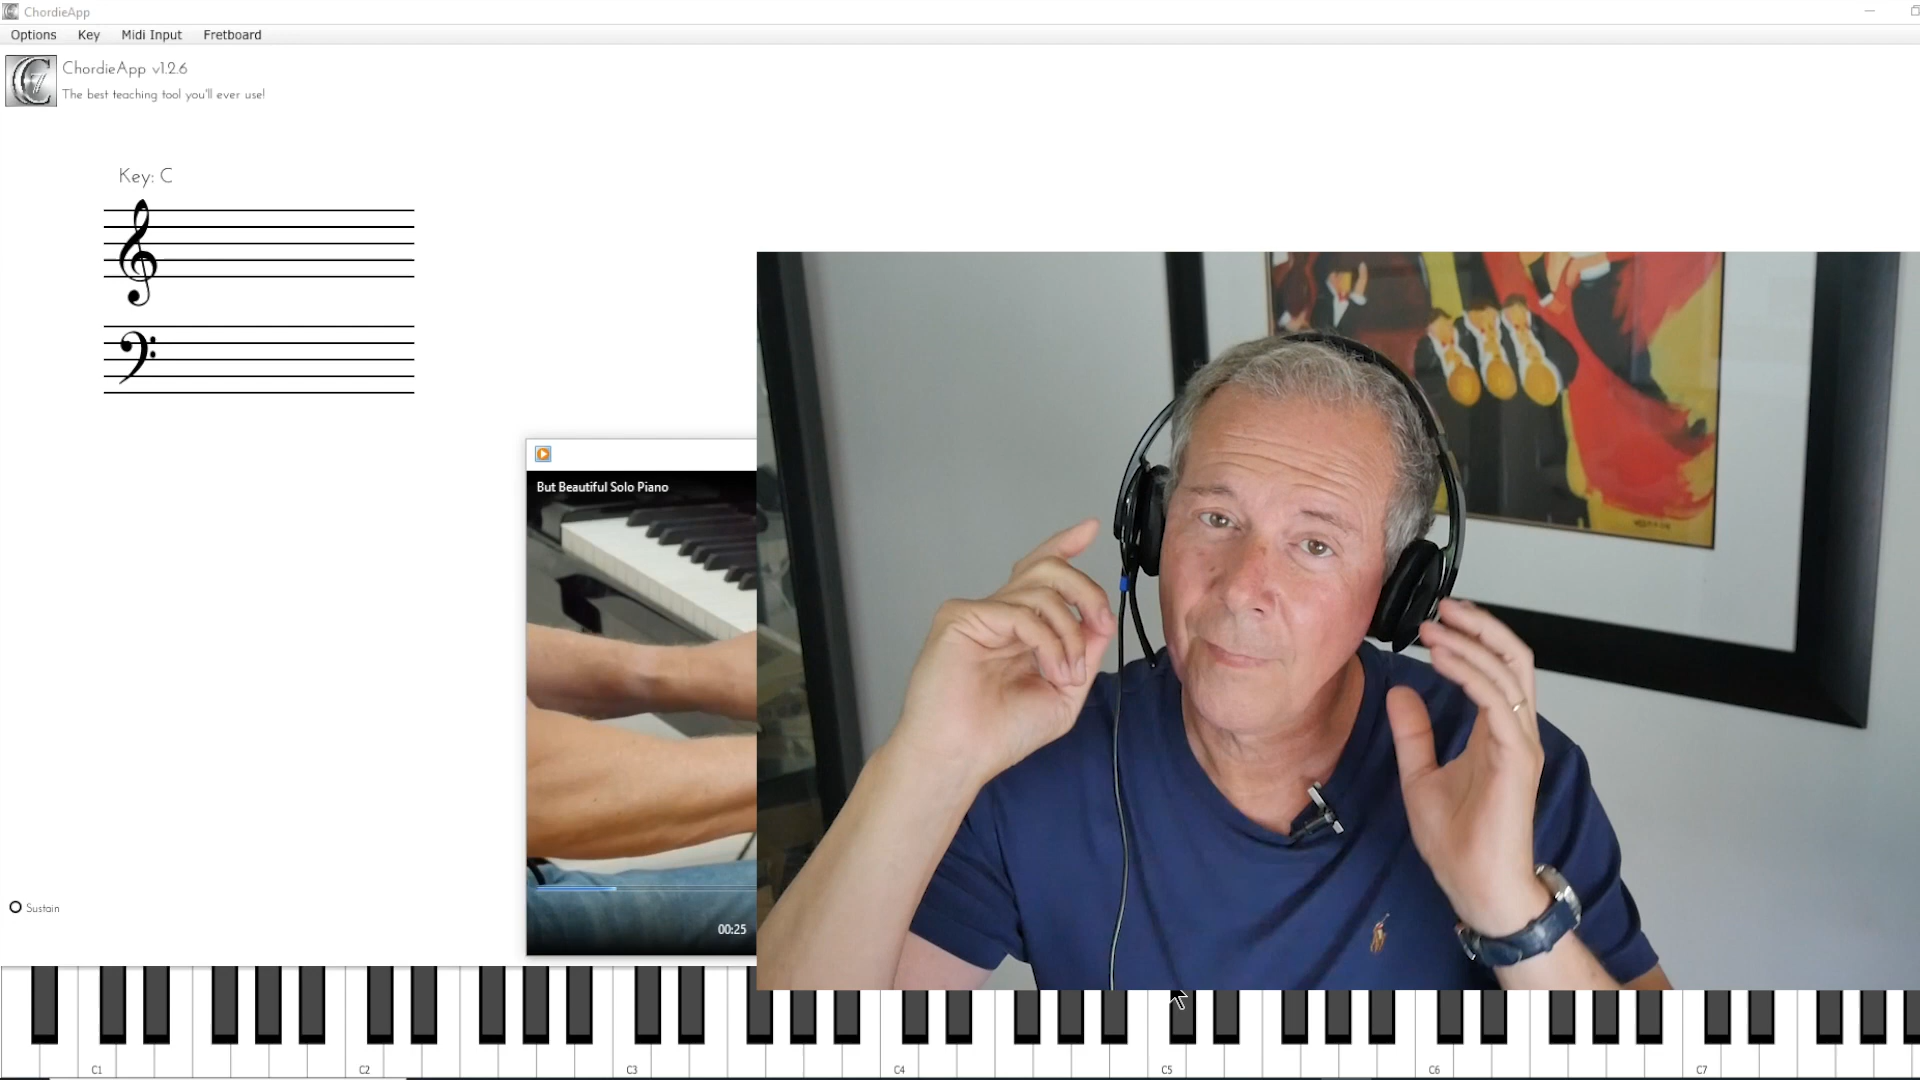 ChordieApp
Options Key Midi Input Fretboard
ChordieApp v1.2.6
The best teaching tool you'll ever use!
Key: C
But Beautiful Solo Piano
00:25
Sustain
C1 C2 C3 C4 C5 C6 C7